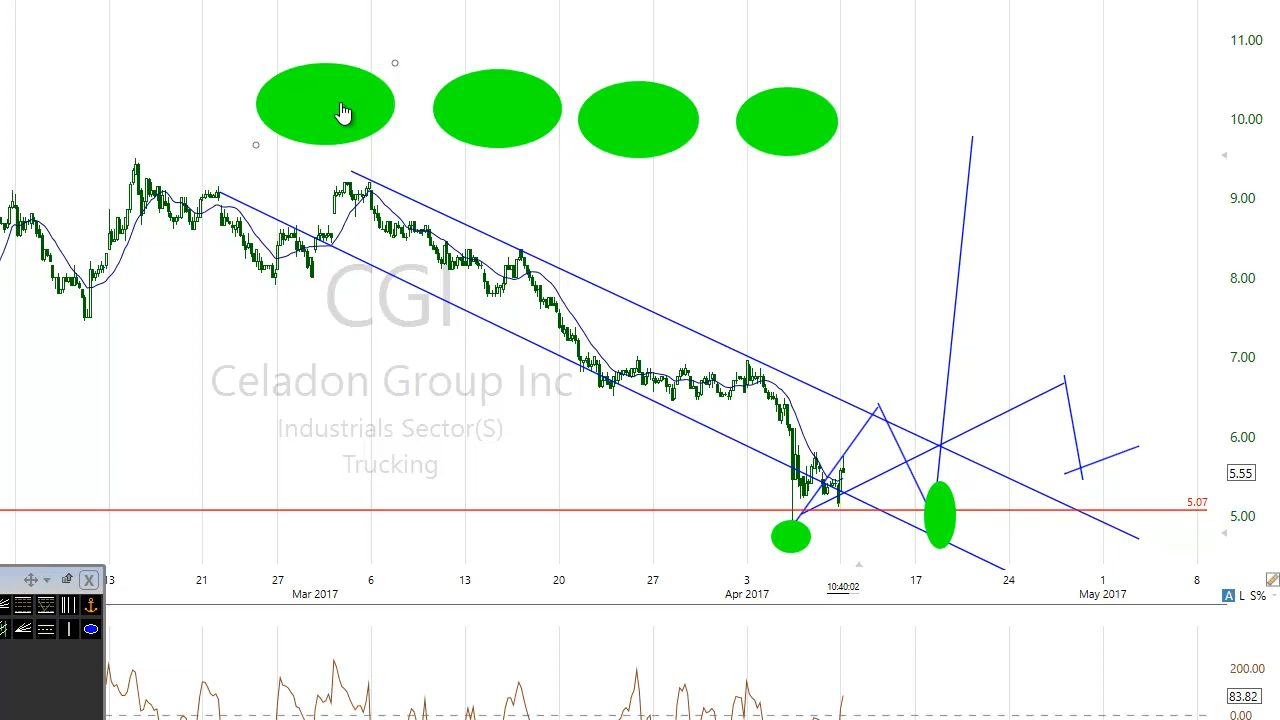 11.00
10.00
9.00
8.00
CGI
7.00
Celadon Group Inc
Industrials Sector(S)
6.00
Trucking
5.55
5.07
5.00
X
13 21 27 6 13 20 27 3 10:40:02 17 24 1 8
Mar 2017 Apr 2017 May 2017
A L S%
200.00
83.82
0.00